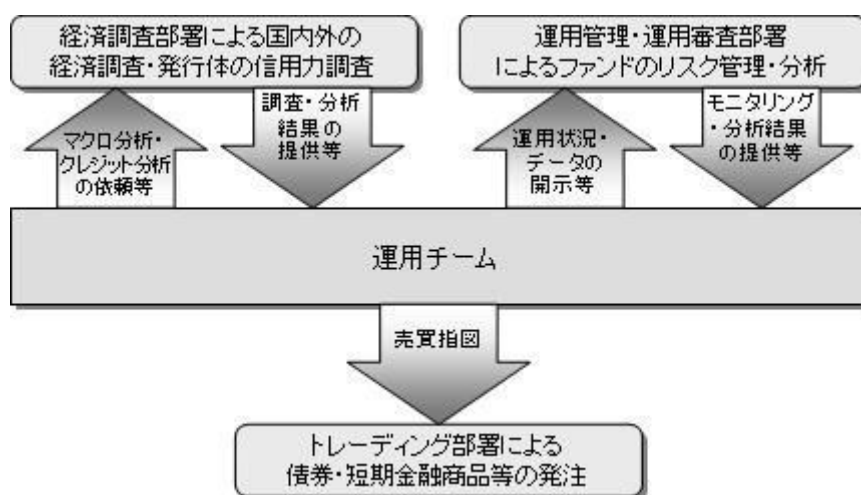 経済調査部署による国内外の
経済調査・発行体の信用力調査
運用管理・運用審査部署
によるファンドのリスク管理・分析
マクロ分析・
クレジット分析
の依頼等
調査・分析
結果の
提供等
運用状況・
データの
開示等
モニタリング
・分析結果
の提供等
運用チーム
売買指図
トレーディング部署による
債券・短期金融商品等の発注